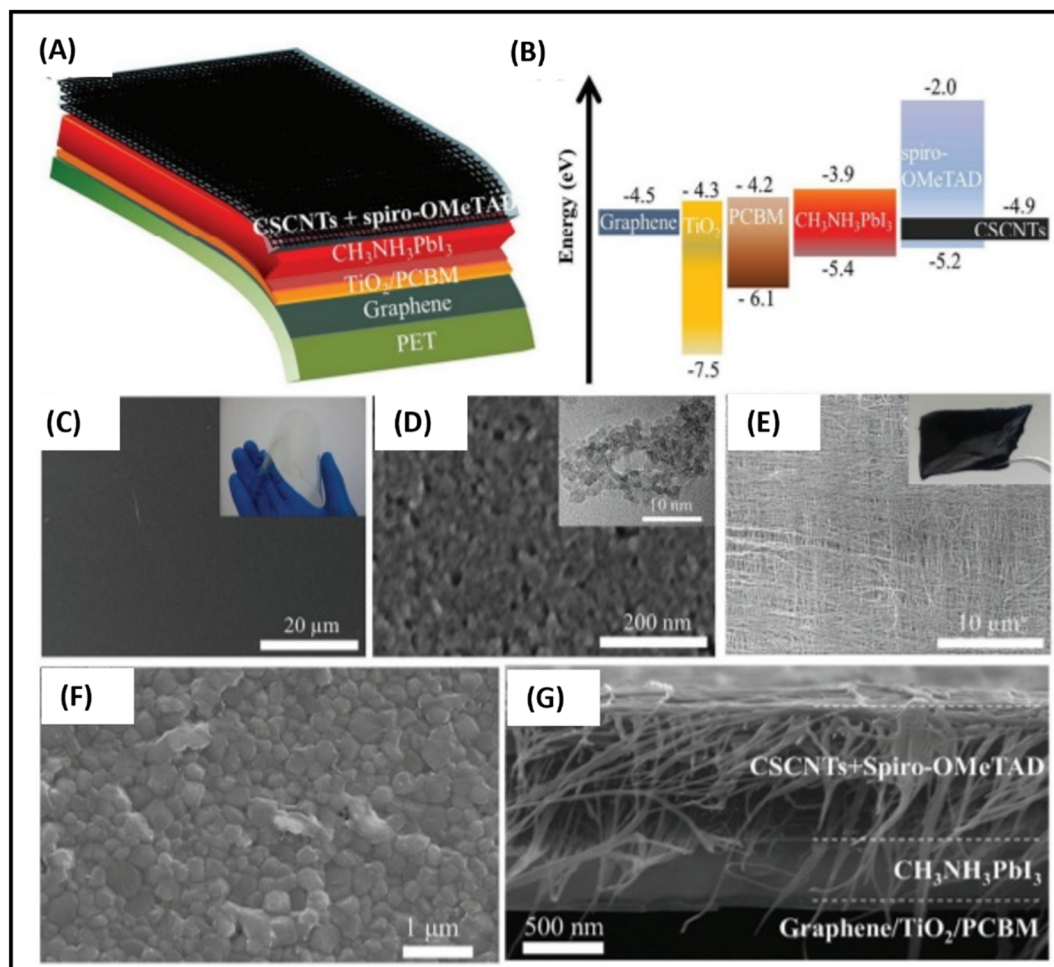 (A)
CSCNTs + spiro-OMeTAD
CH₃NH₃PbI₃
TiO₂/PCBM
Graphene
PET
(B)
Energy (eV)
-4.5
Graphene
- 4.3
TiO₂
-7.5
- 4.2
PCBM
- 6.1
-3.9
CH₃NH₃PbI₃
-5.4
-2.0
spiro-
OMeTAD
-4.9
CSCNTs
-5.2
(C)
20 µm
(D)
10 nm
200 nm
(E)
10 µm
(F)
1 µm
(G)
CSCNTs+Spiro-OMeTAD
CH₃NH₃PbI₃
Graphene/TiO₂/PCBM
500 nm